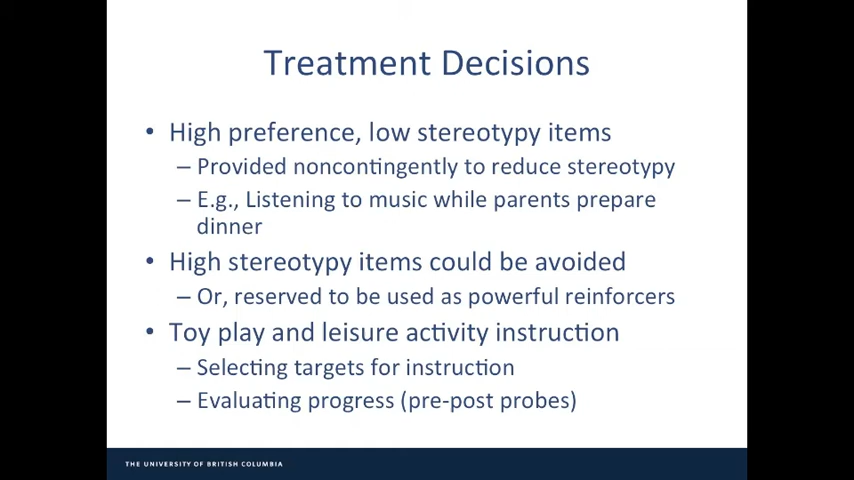 Treatment Decisions
• High preference, low stereotypy items
– Provided noncontingently to reduce stereotypy
– E.g., Listening to music while parents prepare
dinner
• High stereotypy items could be avoided
– Or, reserved to be used as powerful reinforcers
• Toy play and leisure activity instruction
– Selecting targets for instruction
– Evaluating progress (pre-post probes)
THE UNIVERSITY OF BRITISH COLUMBIA